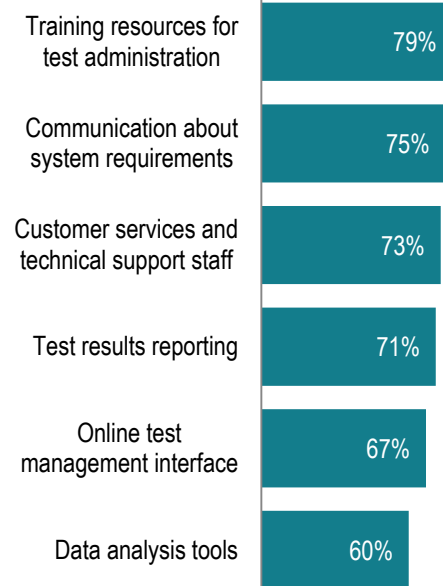 Training resources for
test administration
79%
Communication about
system requirements
75%
Customer services and
technical support staff
73%
Test results reporting
71%
Online test
management interface
67%
Data analysis tools
60%